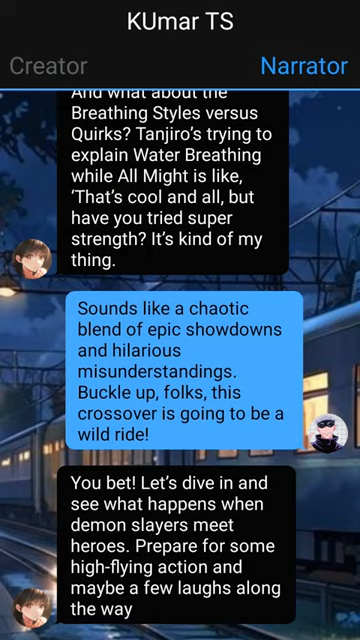 KUmar TS
Creator
Narrator
And what about the
Breathing Styles versus
Quirks? Tanjiro’s trying to
explain Water Breathing
while All Might is like,
‘That’s cool and all, but
have you tried super
strength? It’s kind of my
thing.
Sounds like a chaotic
blend of epic showdowns
and hilarious
misunderstandings.
Buckle up, folks, this
crossover is going to be a
wild ride!
You bet! Let’s dive in and
see what happens when
demon slayers meet
heroes. Prepare for some
high-flying action and
maybe a few laughs along
the way